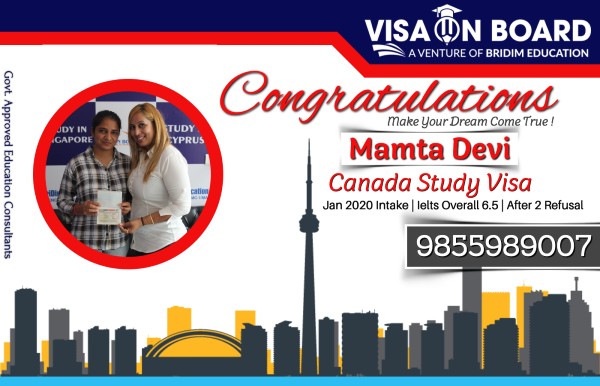 VISA ON BOARD
A VENTURE OF BRIDIM EDUCATION
Govt. Approved Education Consultants
Congratulations
Make Your Dream Come True !
Mamta Devi
Canada Study Visa
Jan 2020 Intake | Ielts Overall 6.5 | After 2 Refusal
9855989007
STUDY IN
SINGAPORE
STUDY
CYPRUS